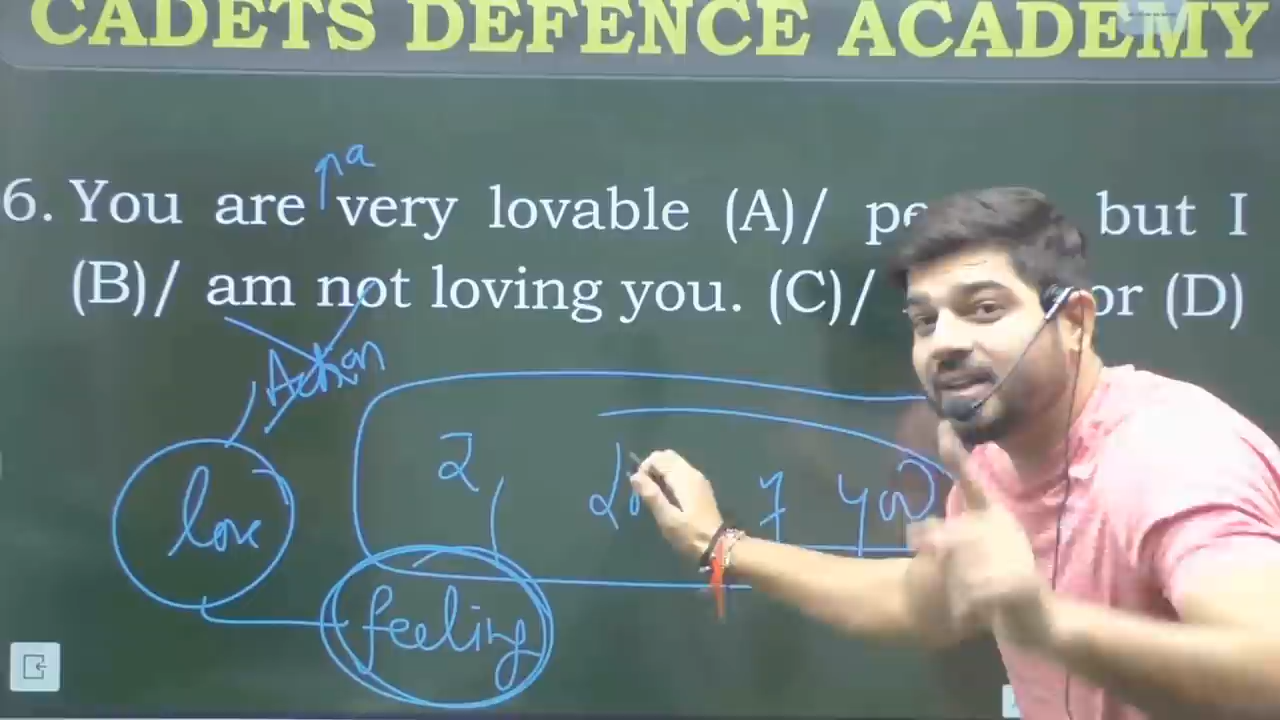 CADETS DEFENCE ACADEMY
a
6. You are very lovable (A)/ pe but I
(B)/ am not loving you. (C)/ or (D)
Action
love
feeling
you